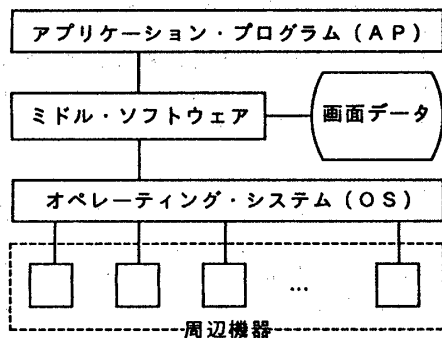 アプリケーション・プログラム(AP)
ミドル・ソフトウェア
画面データ
オペレーティング・システム(OS)
…
周辺機器